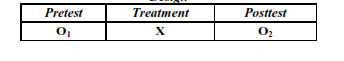 Pretest Treatment Posttest
O₁ X O₂